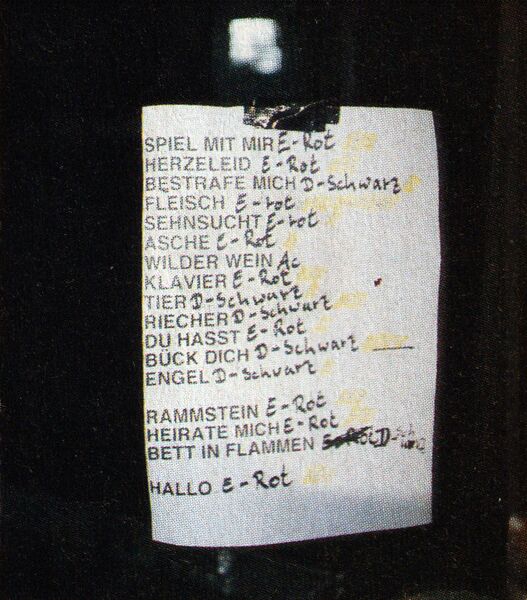 SPIEL MIT MIR E-Rot
HERZELEID E-Rot
BESTRAFE MICH D-Schwarz
FLEISCH E-rot
SEHNSUCHT E-rot
ASCHE E-Rot
WILDER WEIN Ac
KLAVIER E-Rot
TIER D-Schwarz
RIECHER D-Schwarz
DU HASST E-Rot
BÜCK DICH D-Schwarz
ENGEL D-Schwarz
RAMMSTEIN E-Rot
HEIRATE MICH E-Rot
BETT IN FLAMMEN D-Schwarz
HALLO E-Rot